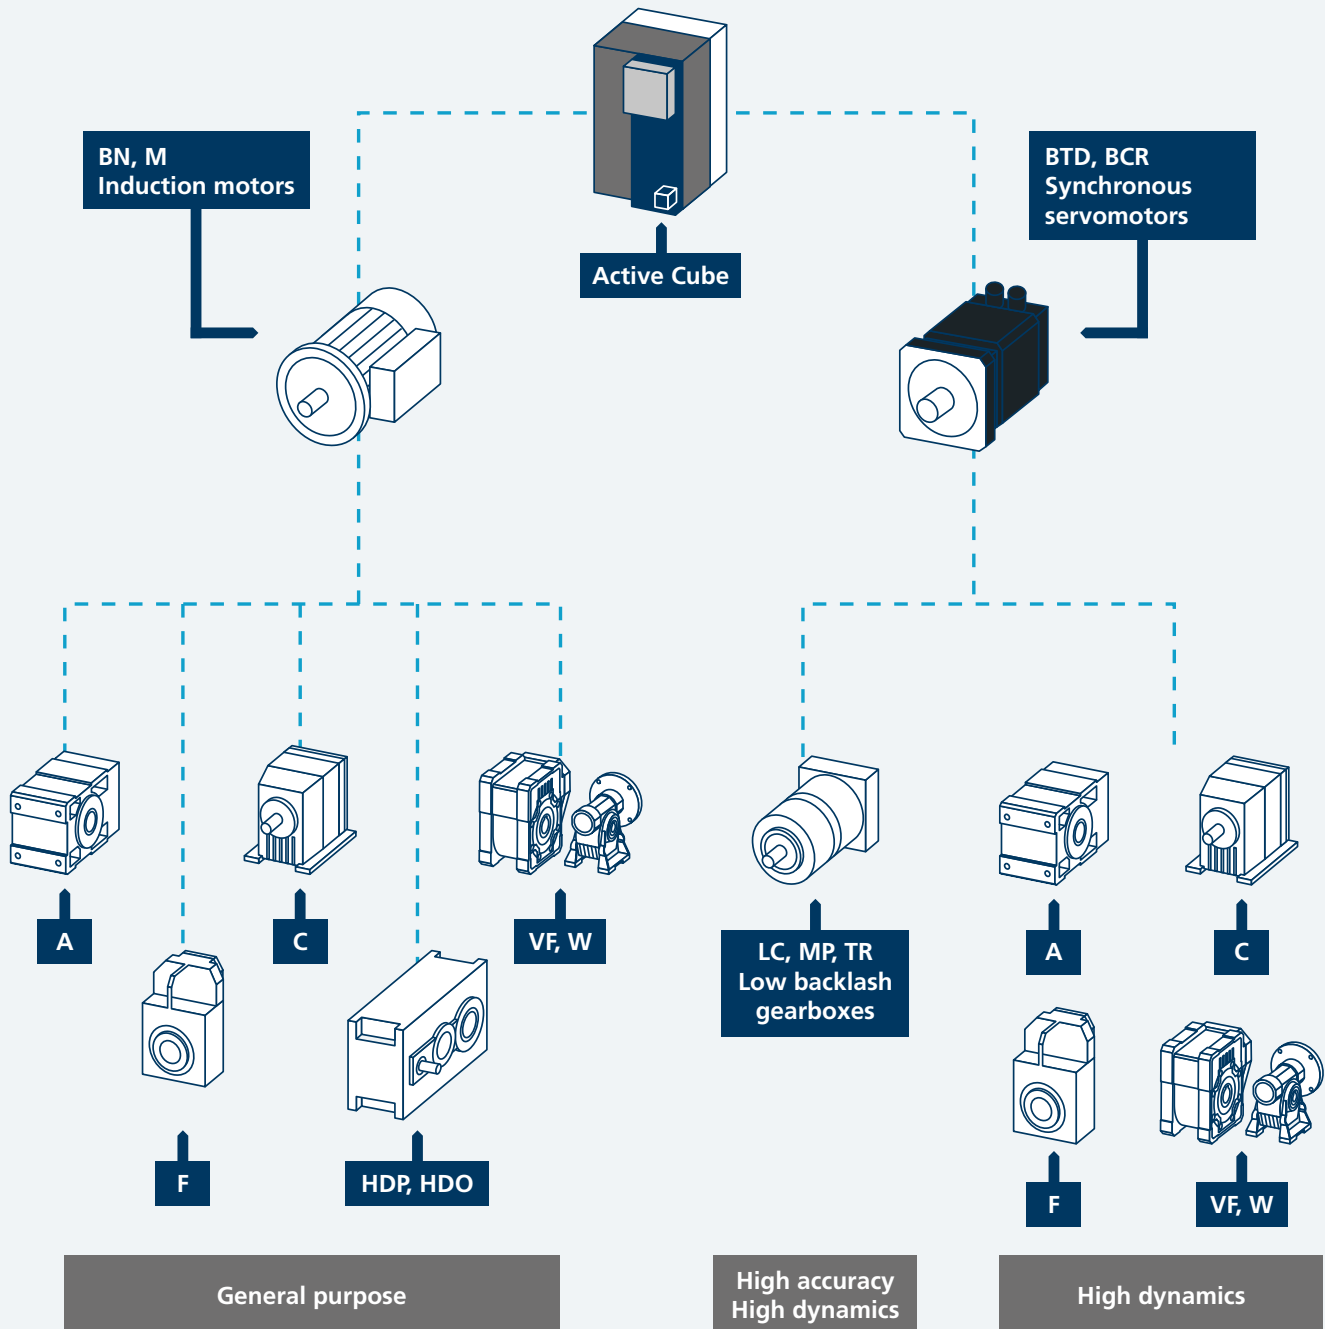 BN, M
Induction motors
BTD, BCR
Synchronous
servomotors
Active Cube
A
C
VF, W
LC, MP, TR
Low backlash
gearboxes
A
C
F
HDP, HDO
F
VF, W
General purpose
High accuracy
High dynamics
High dynamics